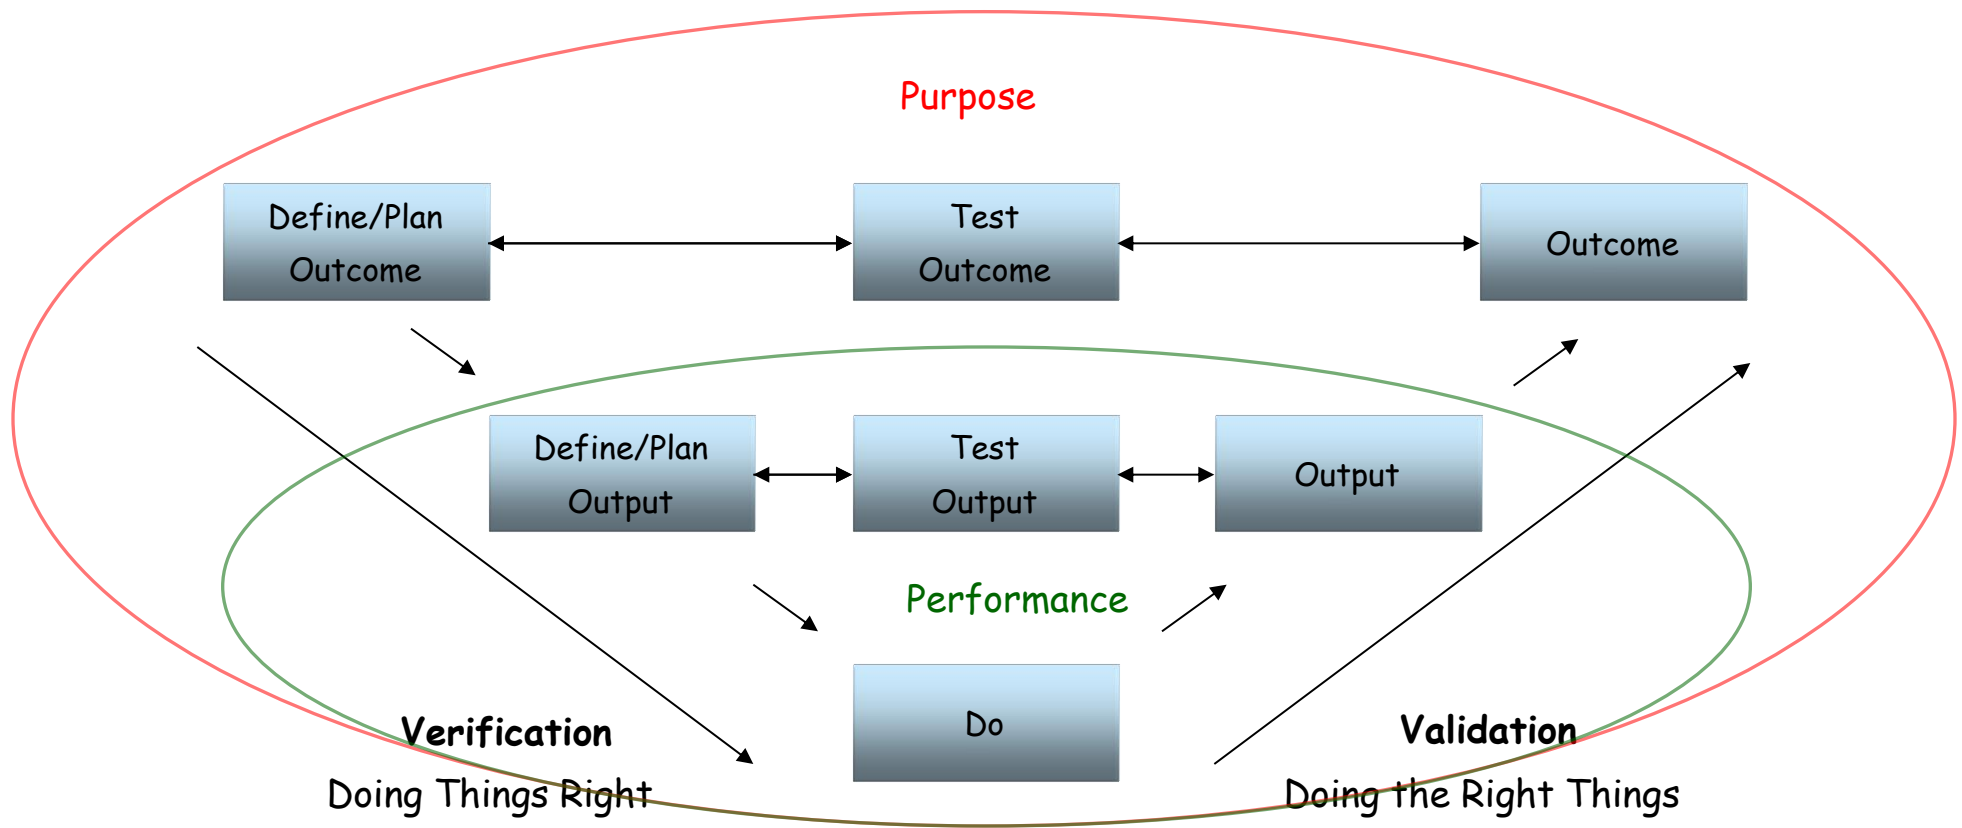 Purpose
Define/Plan
Outcome
Test
Outcome
Outcome
Define/Plan
Output
Test
Output
Output
Performance
Do
Verification
Doing Things Right
Validation
Doing the Right Things